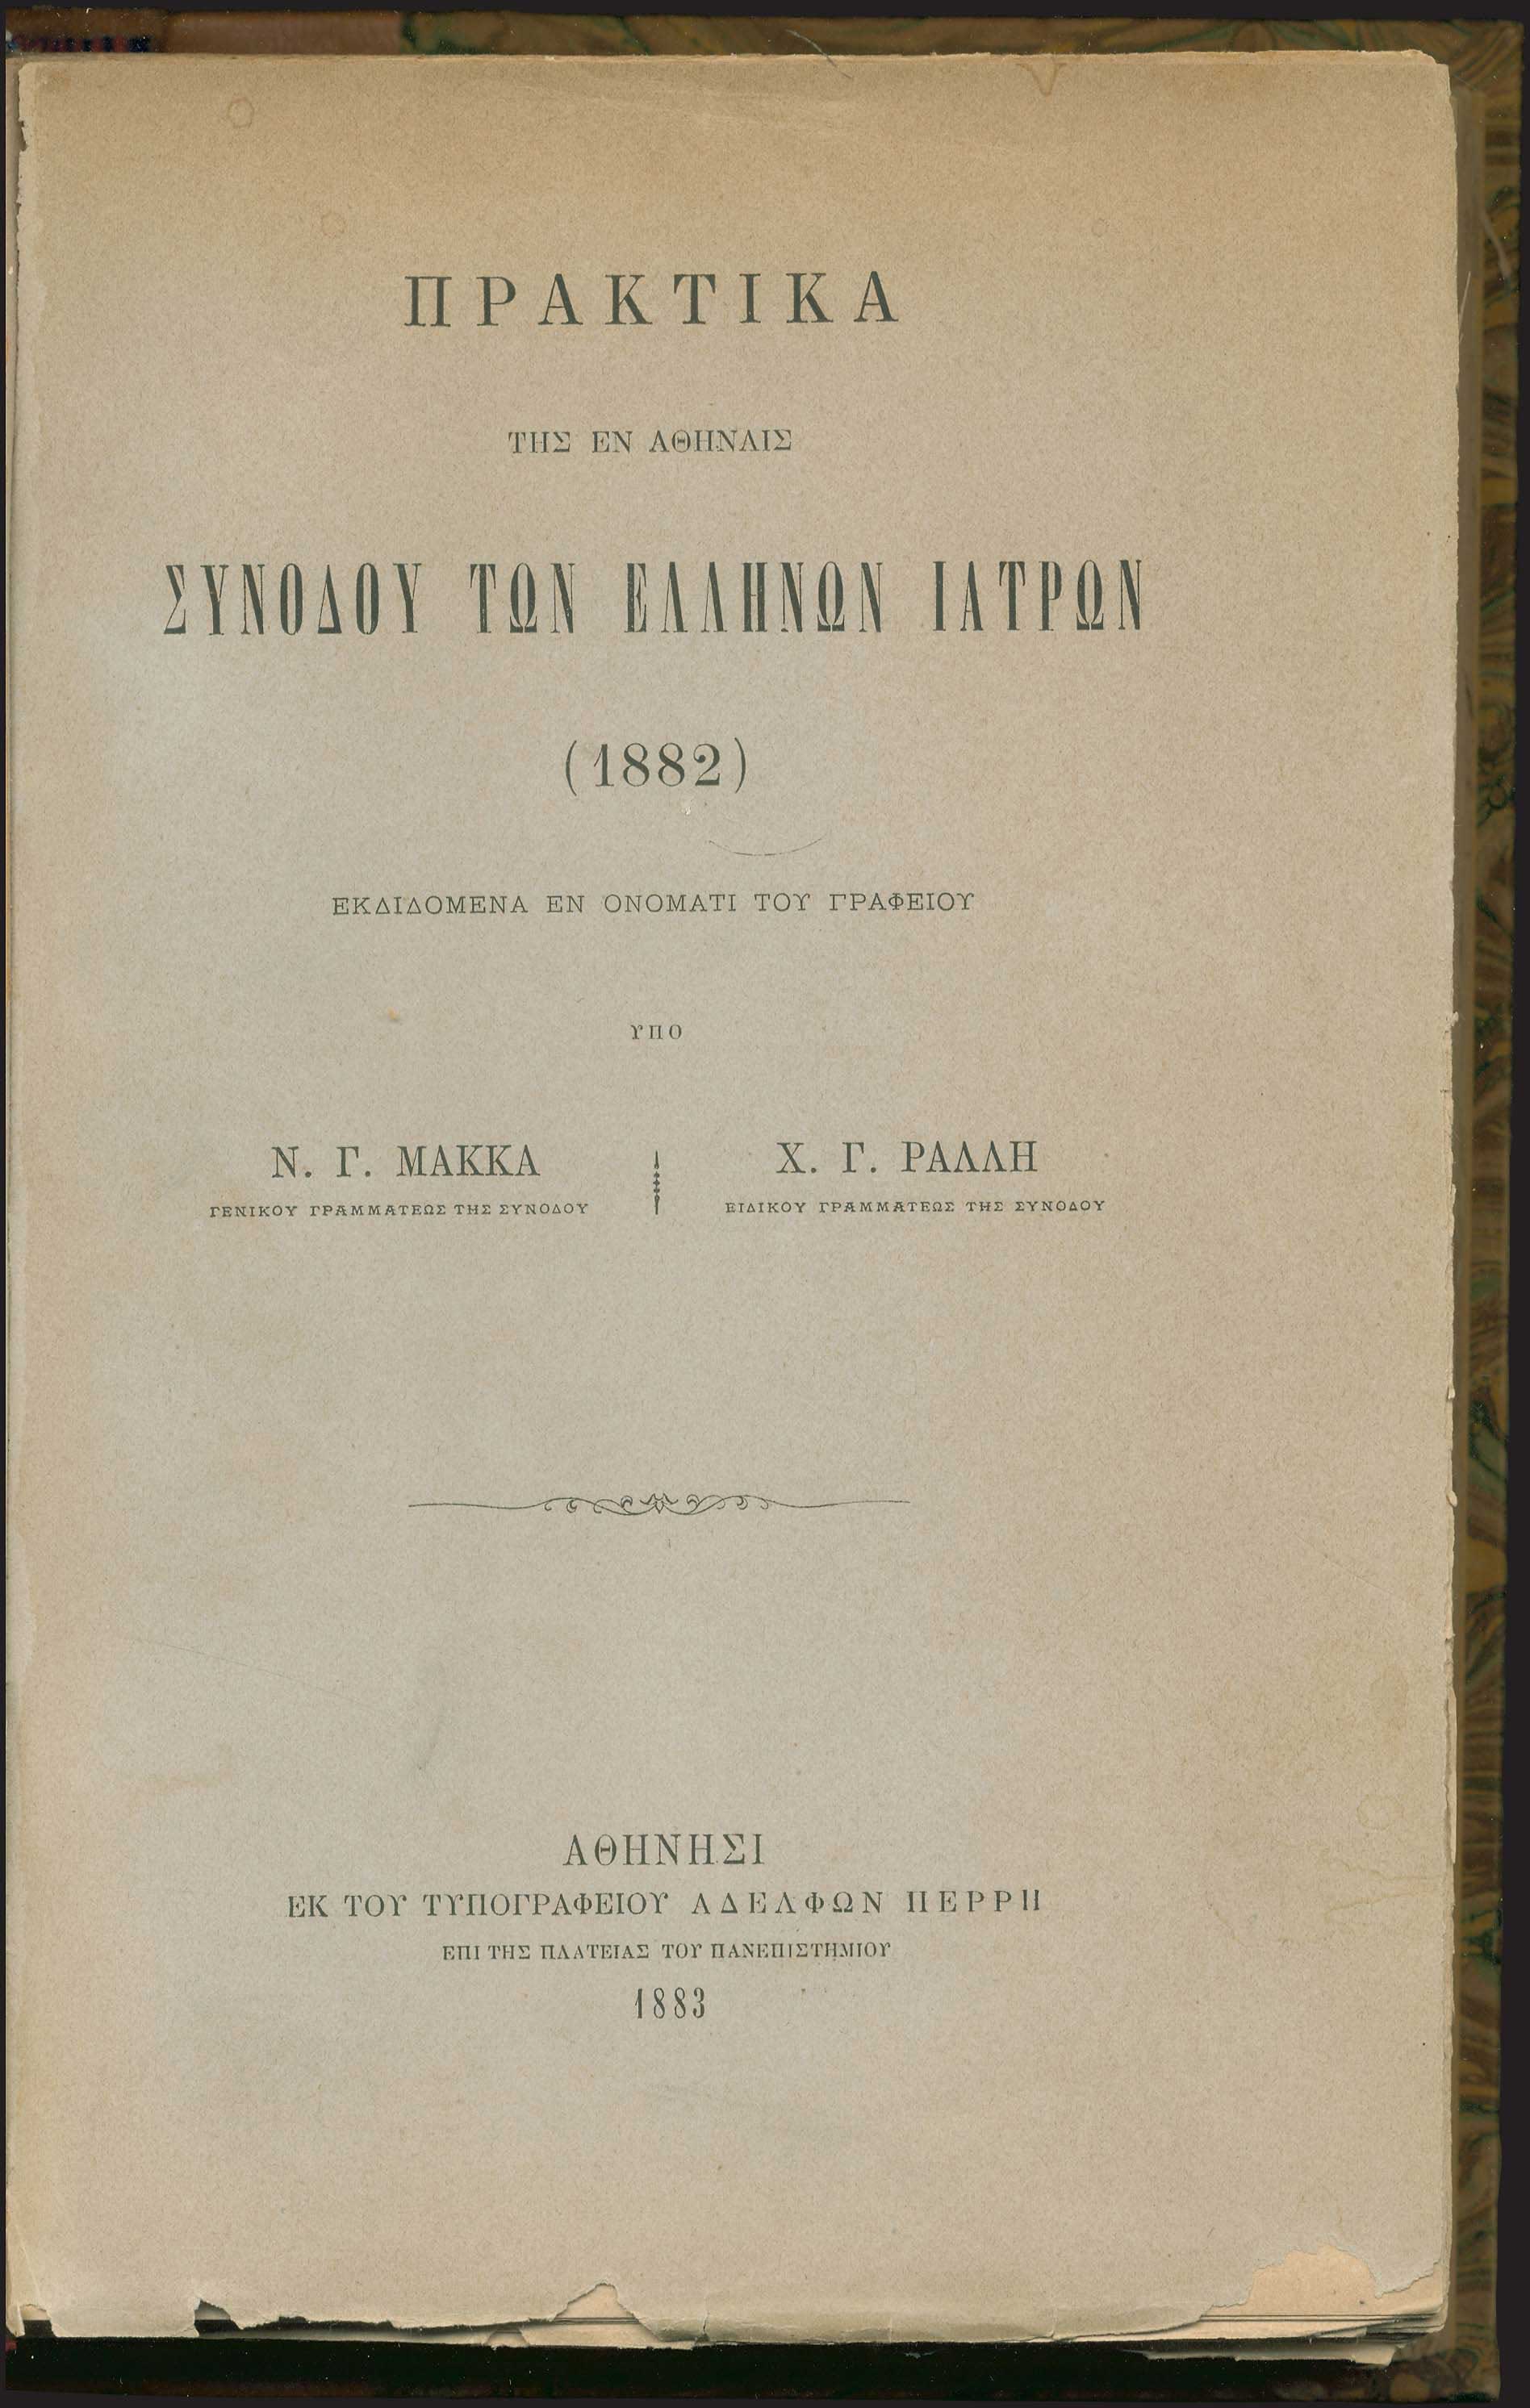 ΠΡΑΚΤΙΚΑ
ΤΗΣ ΕΝ ΑΘΗΝΑΙΣ
ΣΥΝΟΔΟΥ ΤΩΝ ΕΛΛΗΝΩΝ ΙΑΤΡΩΝ
(1882)
ΕΚΔΙΔΟΜΕΝΑ ΕΝ ΟΝΟΜΑΤΙ ΤΟΥ ΓΡΑΦΕΙΟΥ
ΥΠΟ
Ν. Γ. ΜΑΚΚΑ
ΓΕΝΙΚΟΥ ΓΡΑΜΜΑΤΕΩΣ ΤΗΣ ΣΥΝΟΔΟΥ
Χ. Γ. ΡΑΛΛΗ
ΕΙΔΙΚΟΥ ΓΡΑΜΜΑΤΕΩΣ ΤΗΣ ΣΥΝΟΔΟΥ
ΑΘΗΝΗΣΙ
ΕΚ ΤΟΥ ΤΥΠΟΓΡΑΦΕΙΟΥ ΑΔΕΛΦΩΝ ΠΕΡΡΗ
ΕΠΙ ΤΗΣ ΠΛΑΤΕΙΑΣ ΤΟΥ ΠΑΝΕΠΙΣΤΗΜΙΟΥ
1883